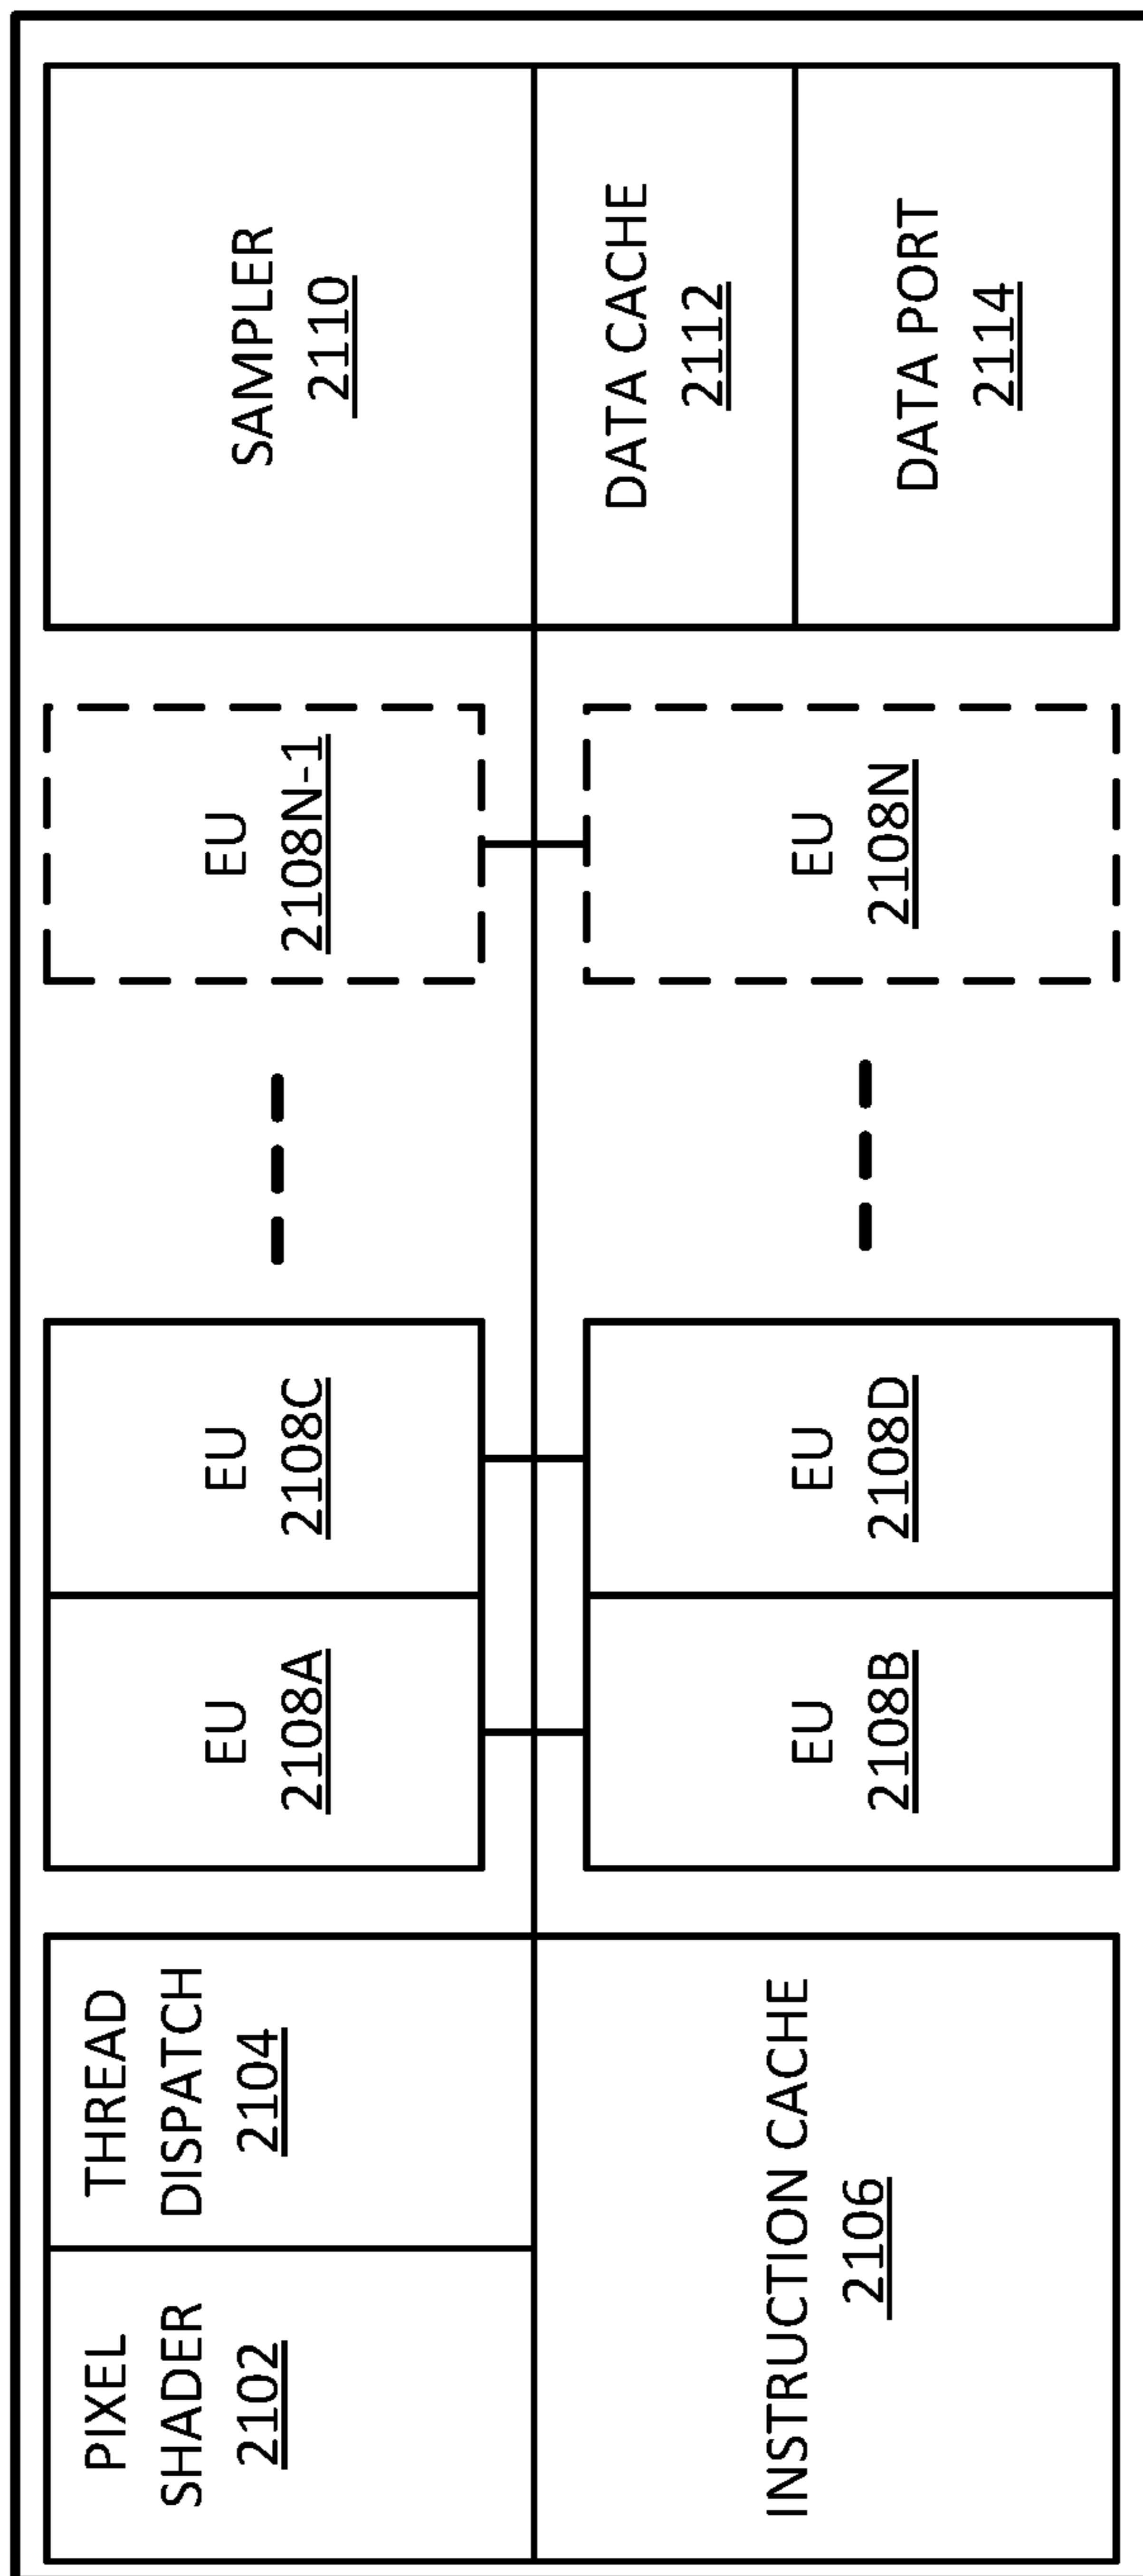 PIXEL
SHADER
2102
THREAD
DISPATCH
2104
INSTRUCTION CACHE
2106
EU
2108A
EU
2108C
EU
2108N-1
EU
2108B
EU
2108D
EU
2108N
SAMPLER
2110
DATA CACHE
2112
DATA PORT
2114